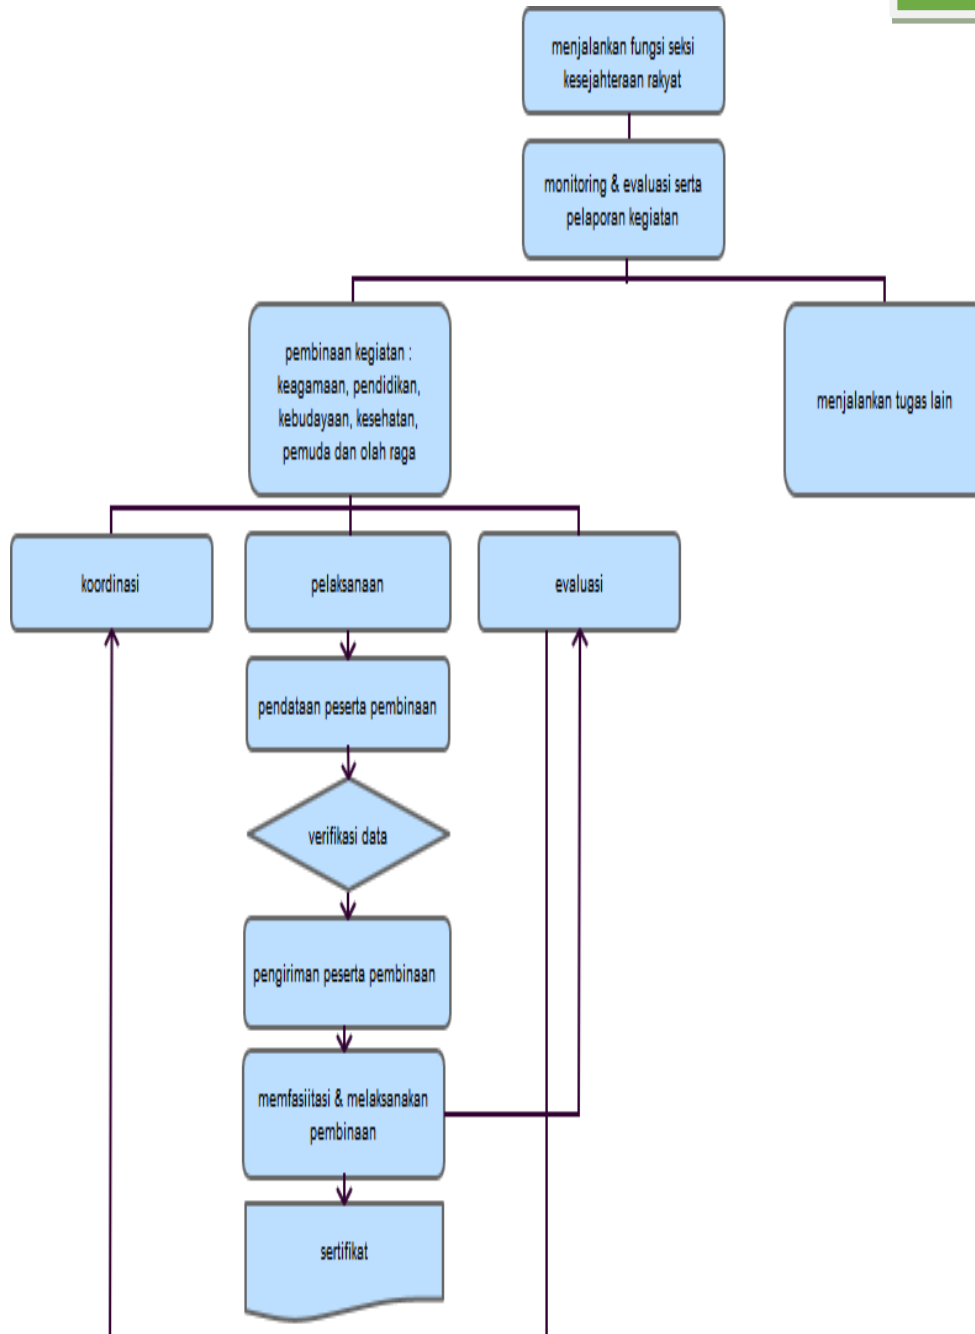 menjalankan fungsi seksi
kesejahteraan rakyat
monitoring & evaluasi serta
pelaporan kegiatan
pembinaan kegiatan :
keagamaan, pendidikan,
kebudayaan, kesehatan,
pemuda dan olah raga
menjalankan tugas lain
koordinasi
pelaksanaan
evaluasi
pendataan peserta pembinaan
verifikasi data
pengiriman peserta pembinaan
memfasiitasi & melaksanakan
pembinaan
sertifikat